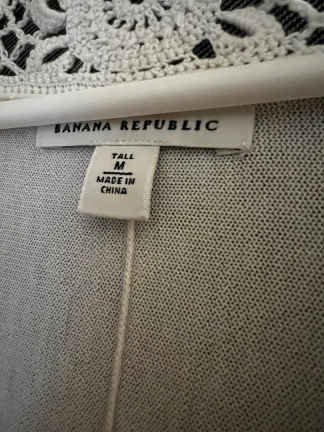 BANANA REPUBLIC
TALL
M
MADE IN
CHINA